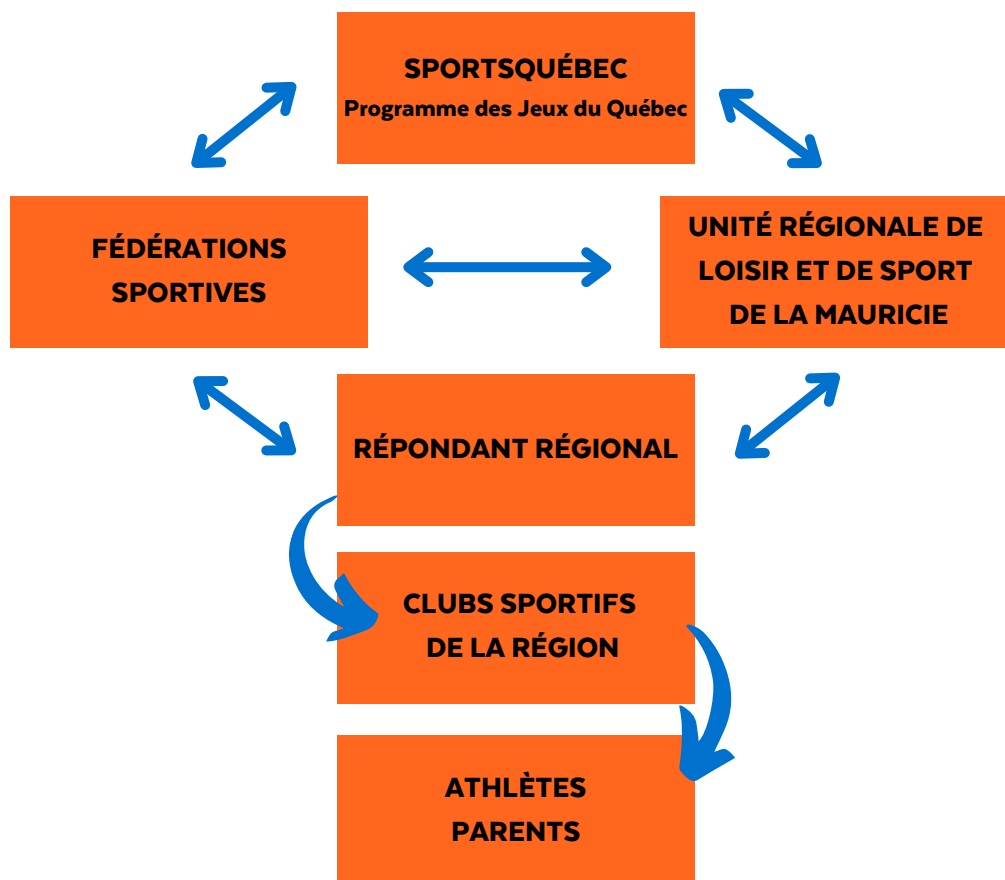 SPORTSQUÉBEC
Programme des Jeux du Québec
FÉDÉRATIONS
SPORTIVES
UNITÉ RÉGIONALE DE
LOISIR ET DE SPORT
DE LA MAURICIE
RÉPONDANT RÉGIONAL
CLUBS SPORTIFS
DE LA RÉGION
ATHLÈTES
PARENTS